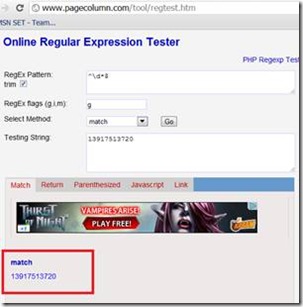 www.pagecolumn.com/tool/regtest.htm
MSN SET - Team...
Online Regular Expression Tester
PHP Regexp Test
RegEx Pattern:
trim
^\d*$
RegEx flags (g.i,m):
g
Select Method:
match
Go
Testing String:
13917513720
Match Return Parenthesized Javascript Link
THIRST OF NIGHT
VAMPIRES ARISE
PLAY FREE!
match
13917513720